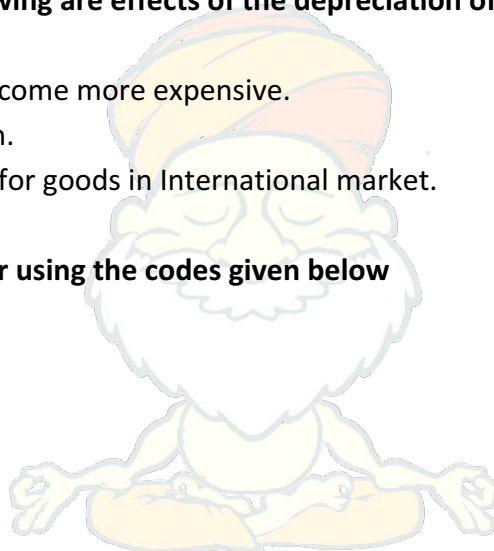 wing are effects of the depreciation of
come more expensive.
n.
for goods in International market.
r using the codes given below